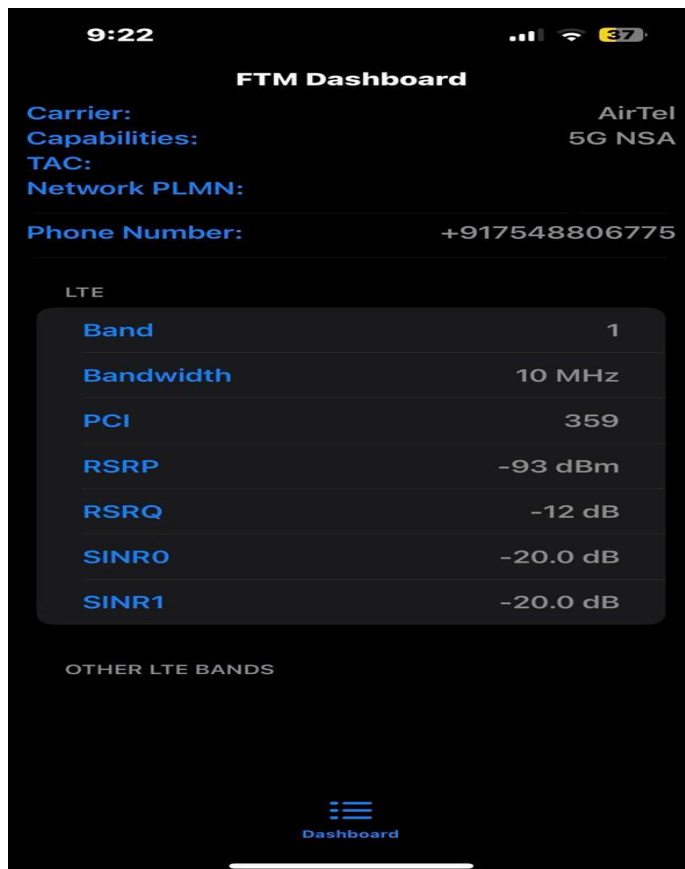 9:22 37
FTM Dashboard
Carrier: AirTel
Capabilities: 5G NSA
TAC:
Network PLMN:
Phone Number: +917548806775
LTE
Band 1
Bandwidth 10 MHz
PCI 359
RSRP -93 dBm
RSRQ -12 dB
SINR0 -20.0 dB
SINR1 -20.0 dB
OTHER LTE BANDS
Dashboard